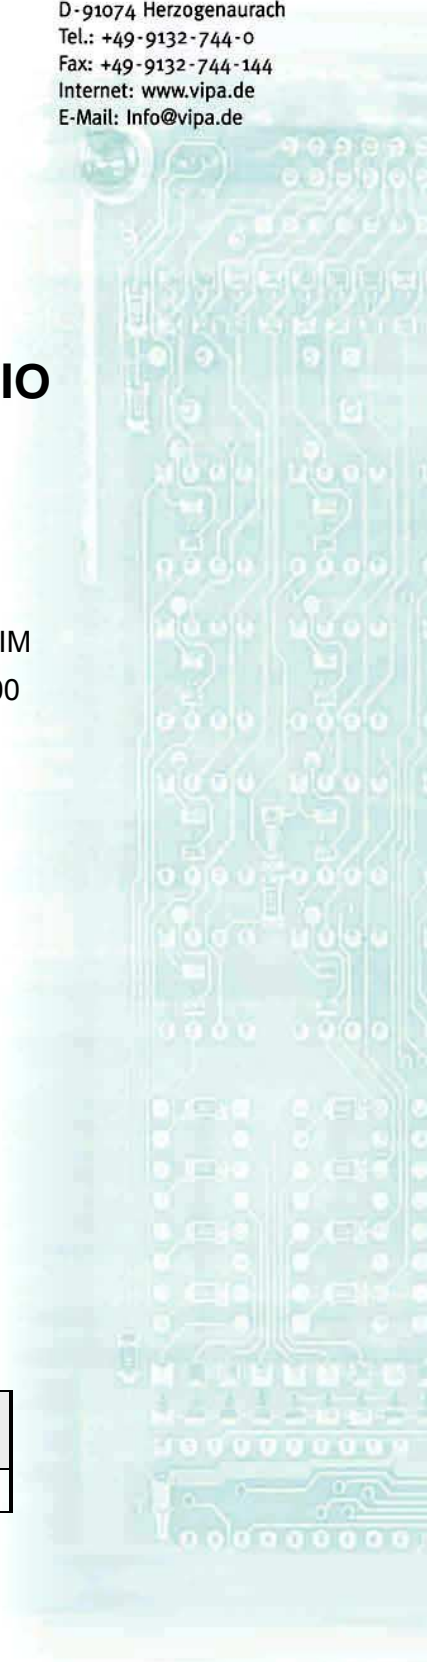 D-91074 Herzogenaurach
Tel.: +49-9132-744-0
Fax: +49-9132-744-144
Internet: www.vipa.de
E-Mail: Info@vipa.de
IO
IM
00